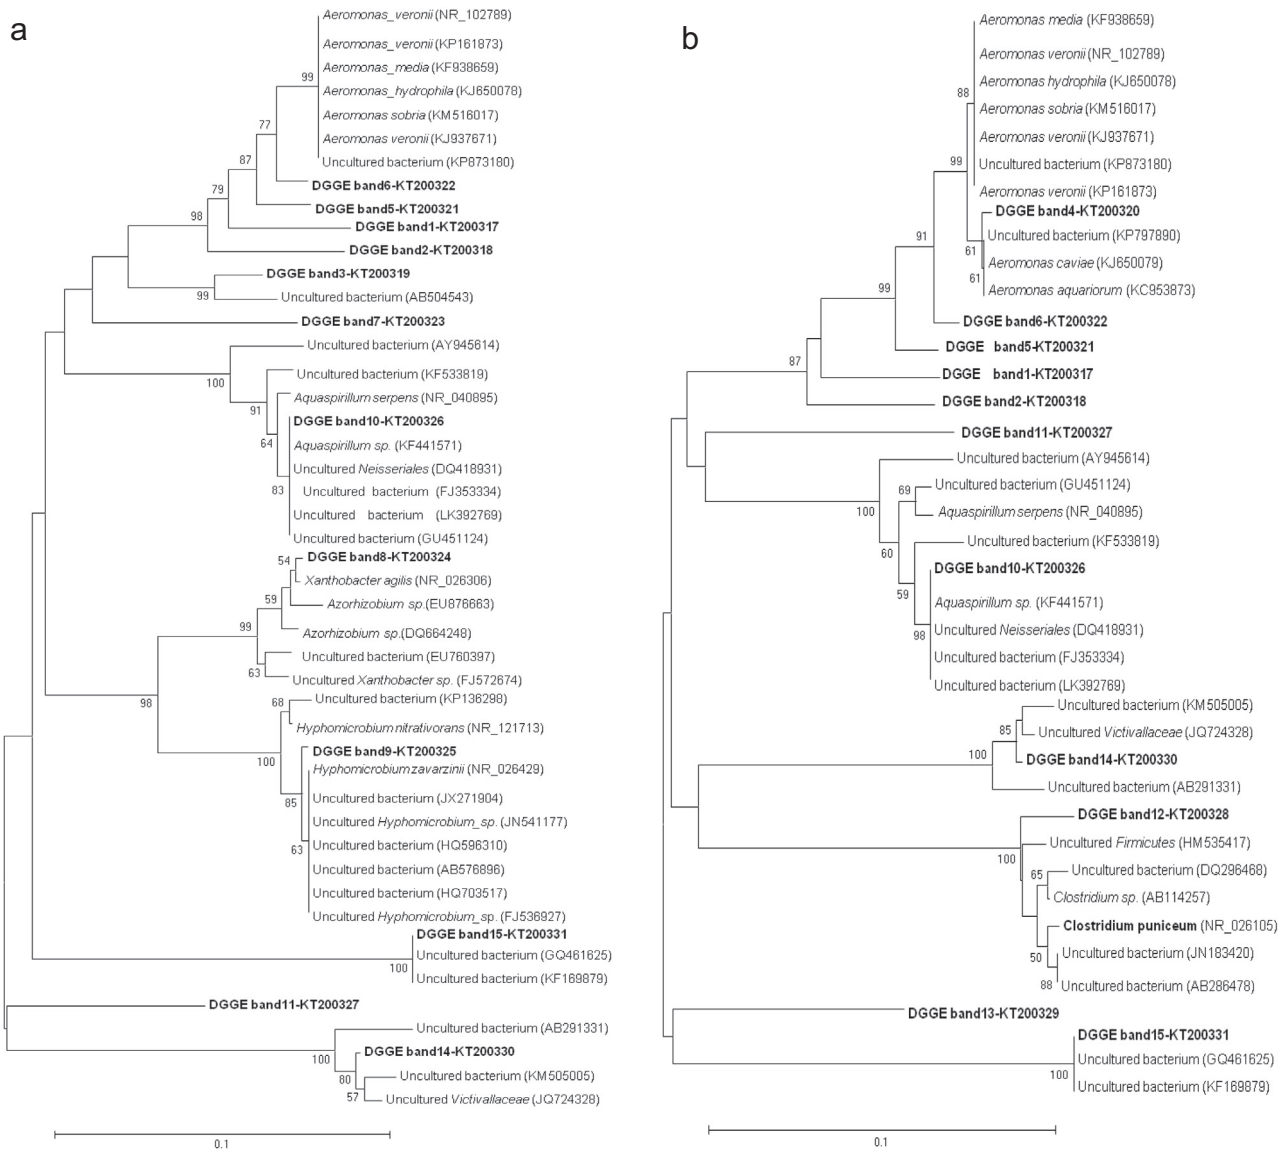 a
Aeromonas_veronii (NR_102789)
Aeromonas_veronii (KP161873)
Aeromonas_media (KF938659)
99
Aeromonas_hydrophila (KJ650078)
Aeromonas sobria (KM516017)
77
Aeromonas veronii (KJ937671)
87
Uncultured bacterium (KP873180)
79
DGGE band6-KT200322
DGGE band5-KT200321
98
DGGE band1-KT200317
DGGE band2-KT200318
DGGE band3-KT200319
99
Uncultured bacterium (AB504543)
DGGE band7-KT200323
Uncultured bacterium (AY945614)
100
Uncultured bacterium (KF533819)
Aquaspirillum serpens (NR_040895)
91
DGGE band10-KT200326
64
Aquaspirillum sp. (KF441571)
Uncultured Neisseriales (DQ418931)
83
Uncultured bacterium (FJ353334)
Uncultured bacterium (LK392769)
Uncultured bacterium (GU451124)
54
DGGE band8-KT200324
Xanthobacter agilis (NR_026306)
59
Azorhizobium sp.(EU876663)
99
Azorhizobium sp.(DQ664248)
Uncultured bacterium (EU760397)
63
Uncultured Xanthobacter sp. (FJ572674)
98
68
Uncultured bacterium (KP136298)
Hyphomicrobium nitrativorans (NR_121713)
DGGE band9-KT200325
100
Hyphomicrobium zavarzinii (NR_026429)
85
Uncultured bacterium (JX271904)
Uncultured Hyphomicrobium_sp. (JN541177)
63
Uncultured bacterium (HQ596310)
Uncultured bacterium (AB576896)
Uncultured bacterium (HQ703517)
Uncultured Hyphomicrobium_sp. (FJ536927)
DGGE band15-KT200331
Uncultured bacterium (GQ461625)
100
Uncultured bacterium (KF169879)
DGGE band11-KT200327
Uncultured bacterium (AB291331)
100
DGGE band14-KT200330
80
Uncultured bacterium (KM505005)
57
Uncultured Victivallaceae (JQ724328)
0.1
b
Aeromonas media (KF938659)
Aeromonas veronii (NR_102789)
Aeromonas hydrophila (KJ650078)
88
Aeromonas sobria (KM516017)
Aeromonas veronii (KJ937671)
99
Uncultured bacterium (KP873180)
Aeromonas veronii (KP161873)
DGGE band4-KT200320
91
Uncultured bacterium (KP797890)
61
Aeromonas caviae (KJ650079)
61
99
Aeromonas aquariorum (KC953873)
DGGE band6-KT200322
DGGE band5-KT200321
87
DGGE band1-KT200317
DGGE band2-KT200318
DGGE band11-KT200327
Uncultured bacterium (AY945614)
69
Uncultured bacterium (GU451124)
100
Aquaspirillum serpens (NR_040895)
60
Uncultured bacterium (KF533819)
DGGE band10-KT200326
59
Aquaspirillum sp. (KF441571)
98
Uncultured Neisseriales (DQ418931)
Uncultured bacterium (FJ353334)
Uncultured bacterium (LK392769)
Uncultured bacterium (KM505005)
85
Uncultured Victivallaceae (JQ724328)
100
DGGE band14-KT200330
Uncultured bacterium (AB291331)
DGGE band12-KT200328
Uncultured Firmicutes (HM535417)
100
65
Uncultured bacterium (DQ296468)
Clostridium sp. (AB114257)
Clostridium puniceum (NR_026105)
50
Uncultured bacterium (JN183420)
88
Uncultured bacterium (AB286478)
DGGE band13-KT200329
DGGE band15-KT200331
Uncultured bacterium (GQ461625)
100
Uncultured bacterium (KF169879)
0.1